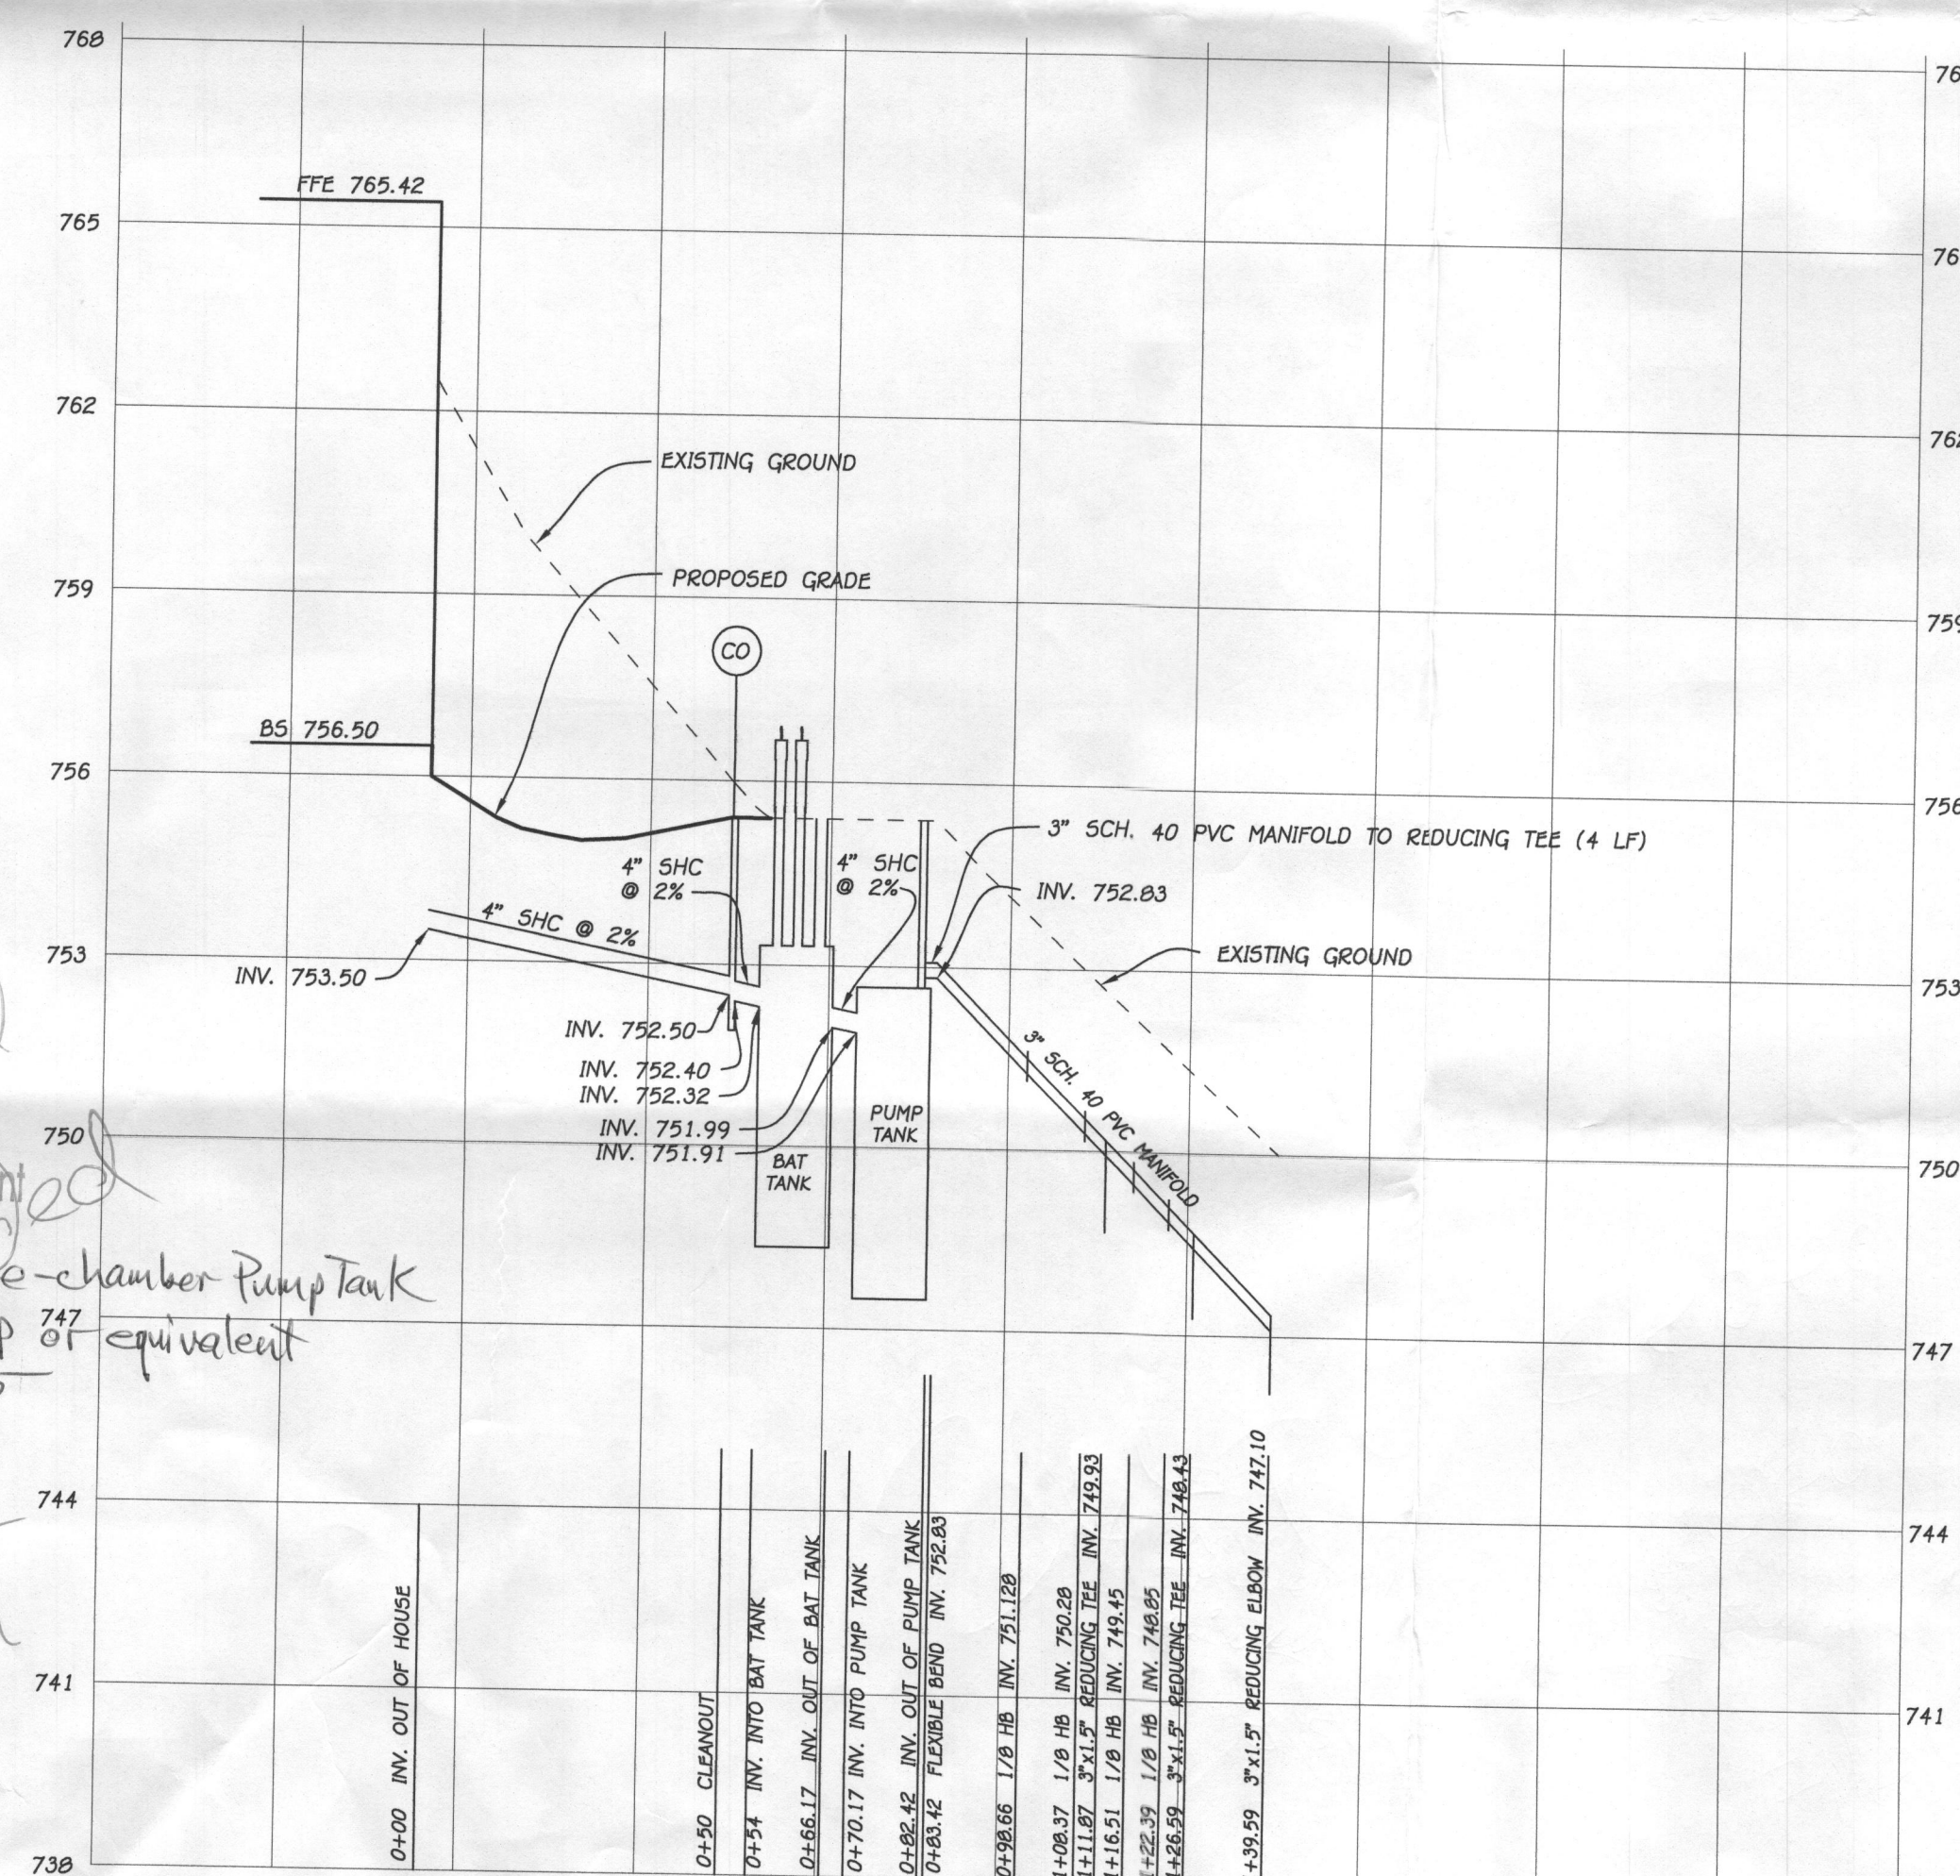 768
FFE 765.42
765
762
762
EXISTING GROUND
PROPOSED GRADE
759
759
CO
BS 756.50
756
756
3" SCH. 40 PVC MANIFOLD TO REDUCING TEE (4 LF)
4" SHC
@ 2%
4" SHC
@ 2%
INV. 752.83
4" SHC @ 2%
EXISTING GROUND
753
753
INV. 753.50
INV. 752.50
INV. 752.40
INV. 752.32
3" SCH. 40 PVC MANIFOLD
INV. 751.99
INV. 751.91
PUMP
TANK
BAT
TANK
750
750
e-chamber Pump Tank
747
747
or equivalent
744
744
741
741
738
0+00 INV. OUT OF HOUSE
0+50 CLEANOUT
0+54 INV. INTO BAT TANK
0+66.17 INV. OUT OF BAT TANK
0+70.17 INV. INTO PUMP TANK
0+82.42 INV. OUT OF PUMP TANK
0+83.42 FLEXIBLE BEND INV. 752.83
0+98.66 1/8 HB INV. 751.128
1+08.37 1/8 HB INV. 750.28
1+11.87 3"x1.5" REDUCING TEE INV. 749.93
1+16.51 1/8 HB INV. 749.45
1+22.39 1/8 HB INV. 748.85
1+26.59 3"x1.5" REDUCING TEE INV. 748.43
+39.59 3"x1.5" REDUCING ELBOW INV. 747.10